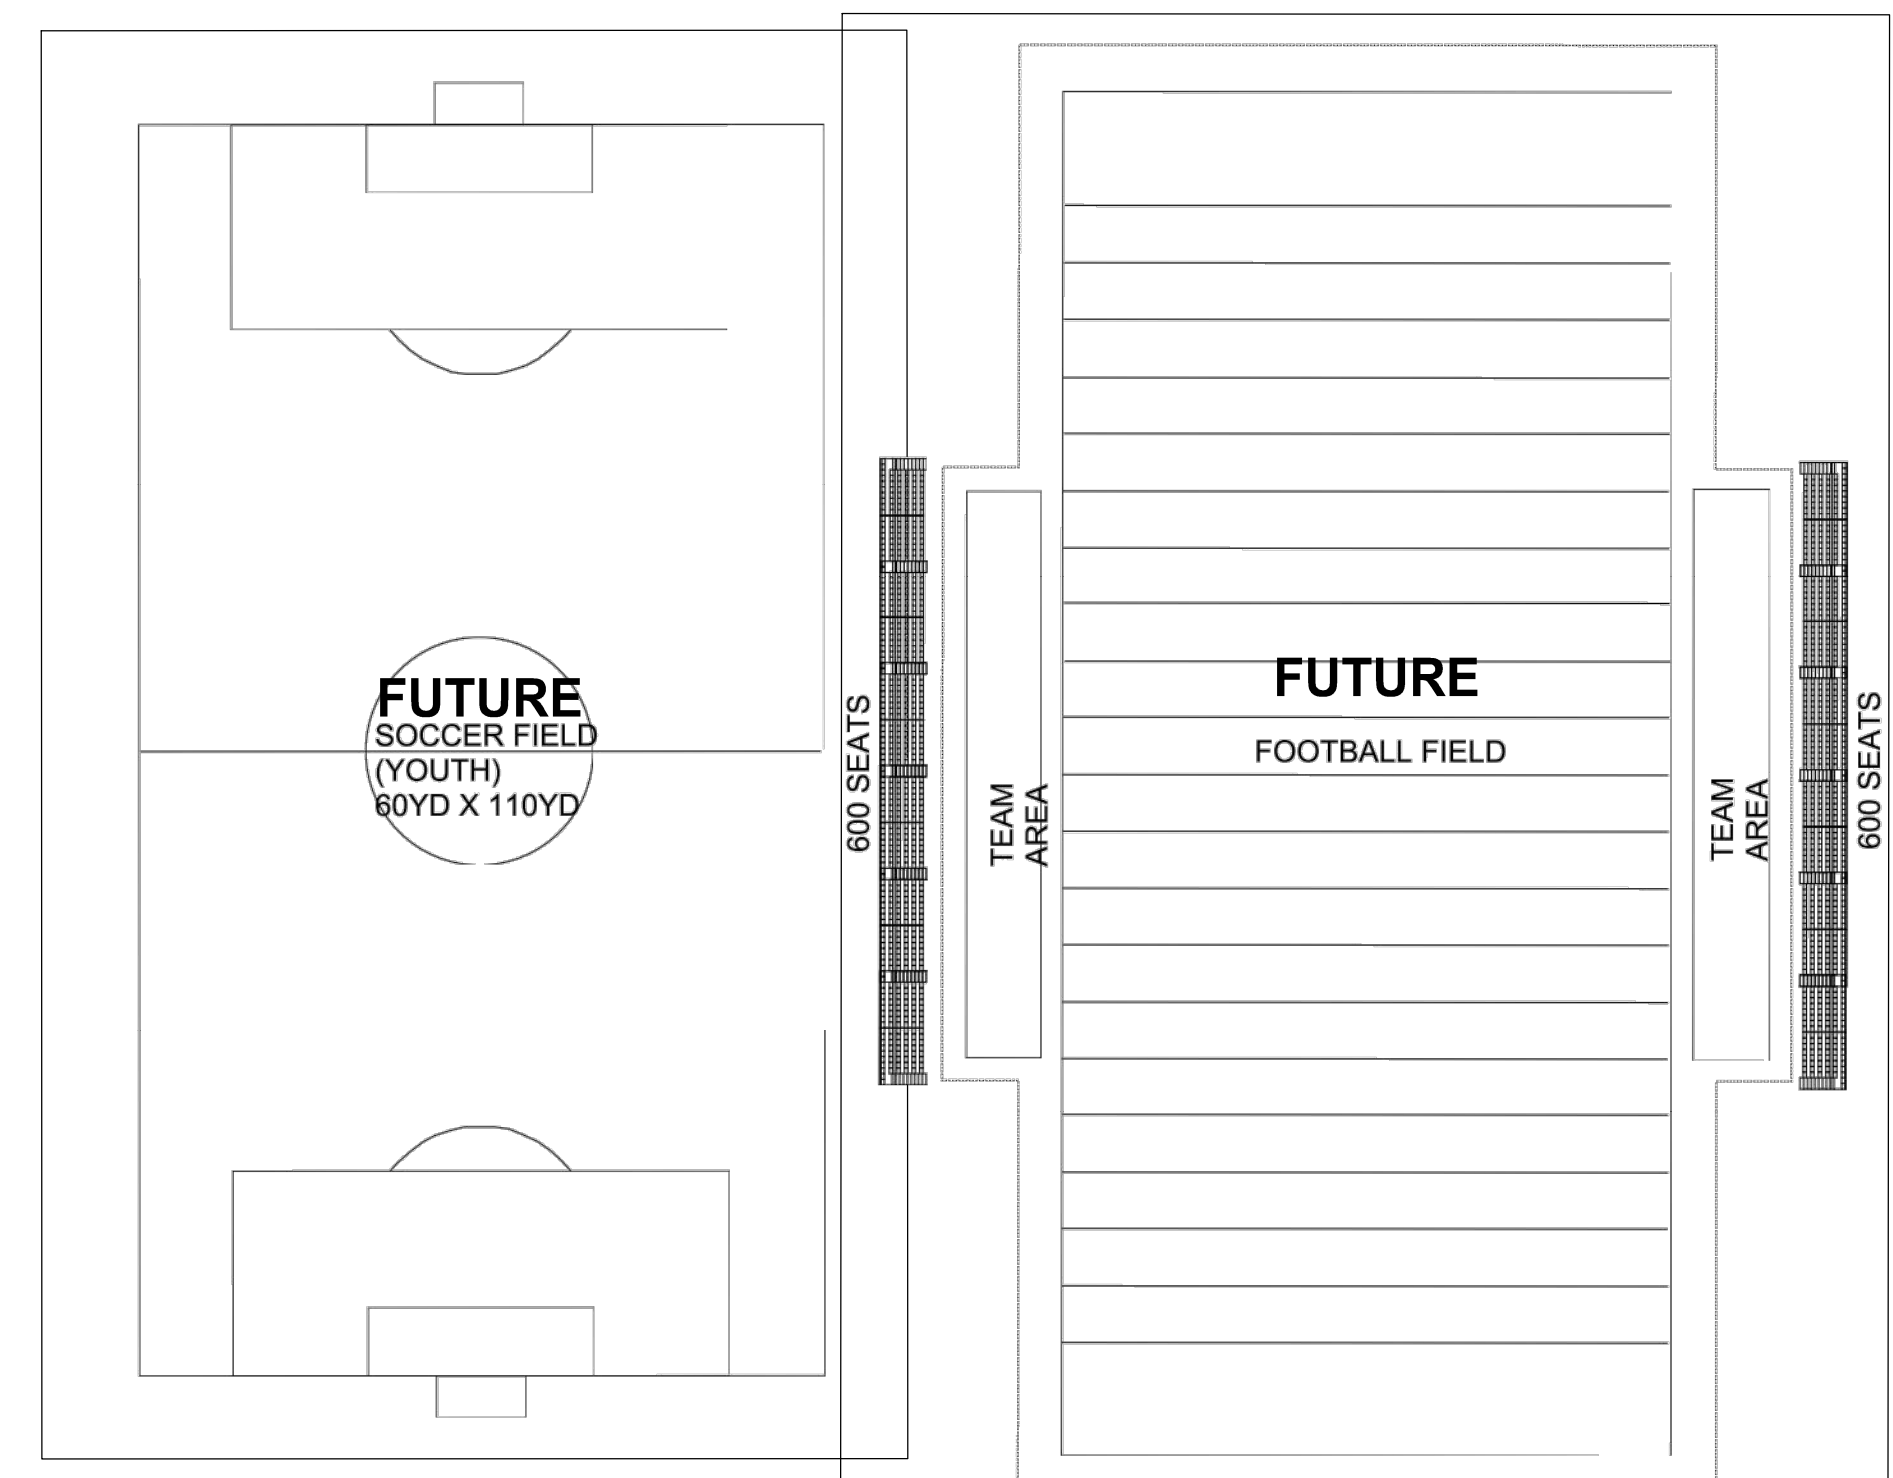 FUTURE
SOCCER FIELD
(YOUTH)
60YD X 110YD
600 SEATS
TEAM
AREA
FUTURE
FOOTBALL FIELD
TEAM
AREA
600 SEATS